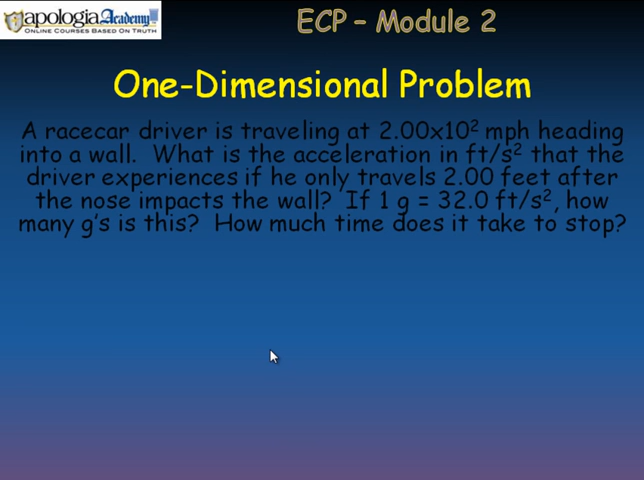 apologia Academy
ONLINE COURSES BASED ON TRUTH
ECP – Module 2
One-Dimensional Problem
A racecar driver is traveling at 2.00x10² mph heading
into a wall. What is the acceleration in ft/s² that the
driver experiences if he only travels 2.00 feet after
the nose impacts the wall? If 1 g = 32.0 ft/s², how
many g's is this? How much time does it take to stop?